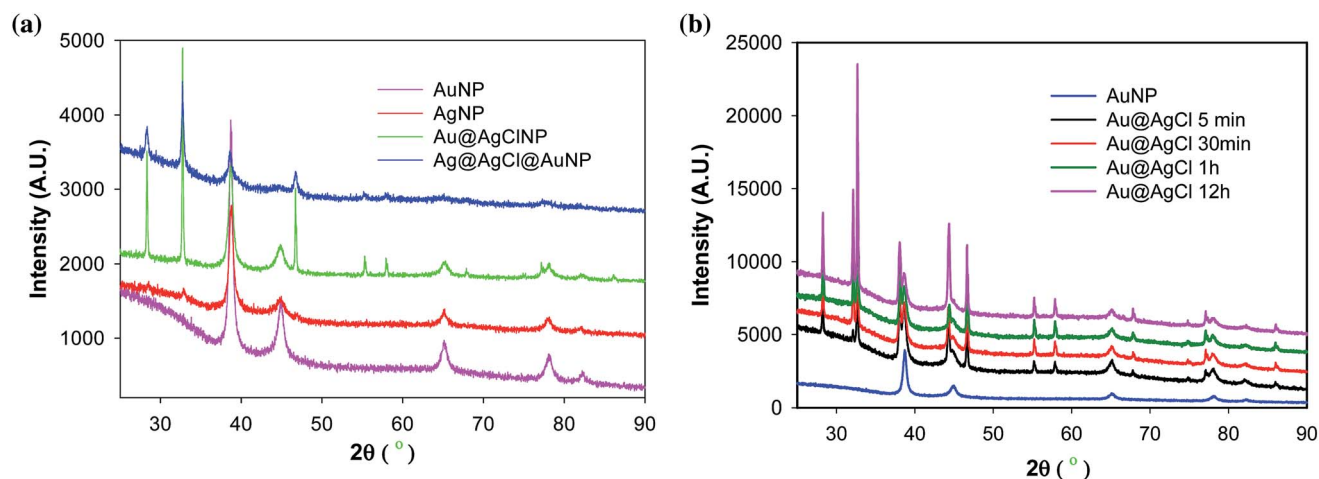 (a)
5000
4000
3000
2000
1000
Intensity (A.U.)
30 40 50 60 70 80 90
2θ ( ° )
AuNP
AgNP
Au@AgClNP
Ag@AgCl@AuNP
(b)
25000
20000
15000
10000
5000
0
Intensity (A.U.)
30 40 50 60 70 80 90
2θ ( ° )
AuNP
Au@AgCl 5 min
Au@AgCl 30min
Au@AgCl 1h
Au@AgCl 12h